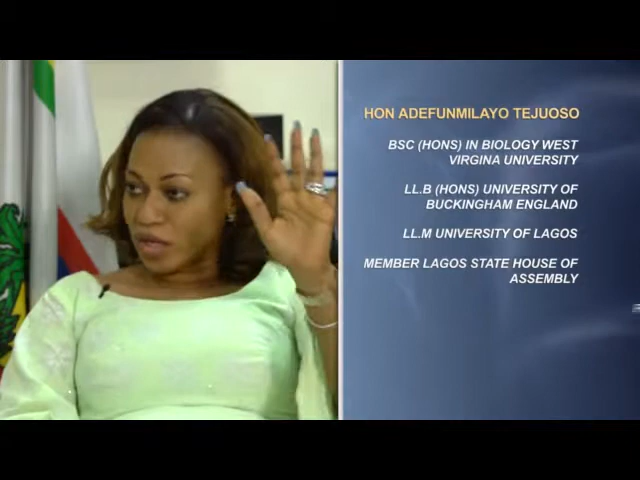 HON ADEFUNMILAYO TEJUOSO
BSC (HONS) IN BIOLOGY WEST
VIRGINA UNIVERSITY
LL.B (HONS) UNIVERSITY OF
BUCKINGHAM ENGLAND
LL.M UNIVERSITY OF LAGOS
MEMBER LAGOS STATE HOUSE OF
ASSEMBLY